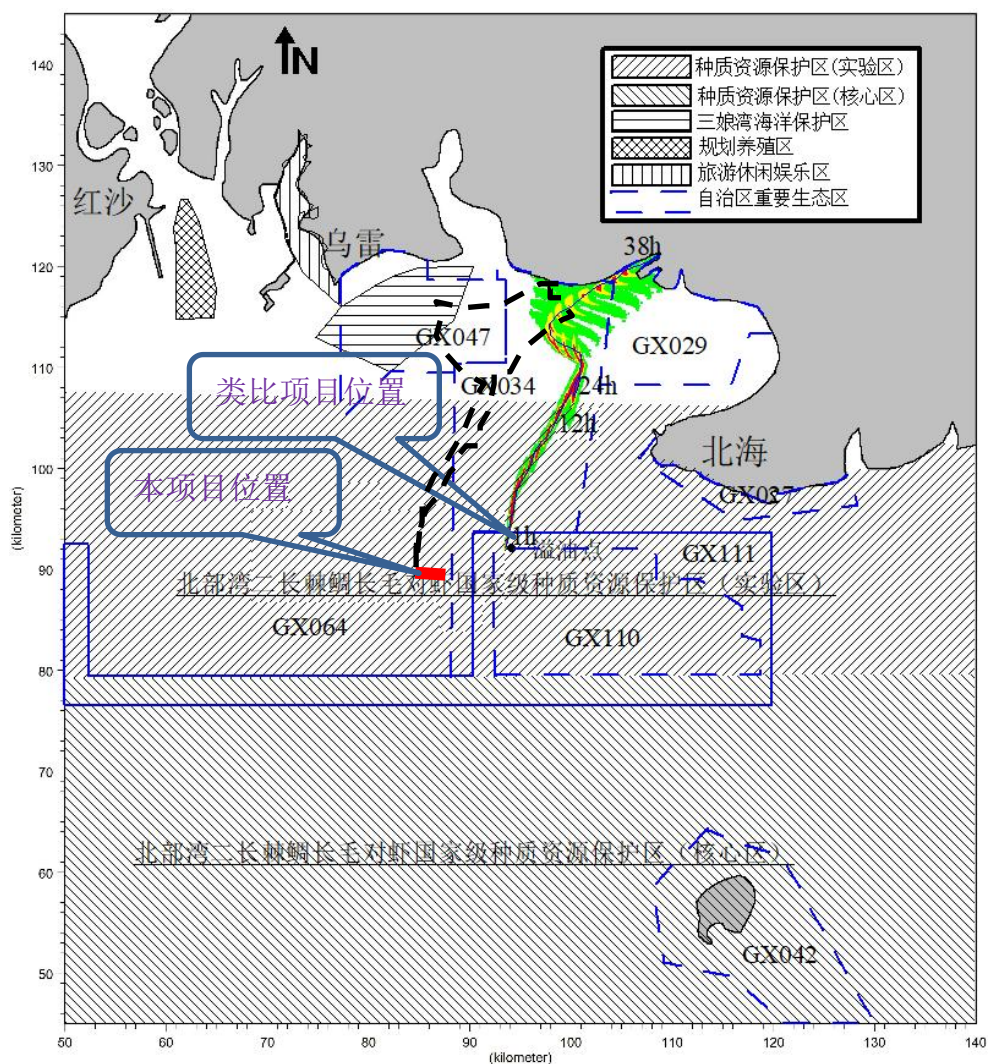 N
种质资源保护区(实验区)
种质资源保护区(核心区)
三娘湾海洋保护区
规划养殖区
旅游休闲娱乐区
自治区重要生态区
140
130
120
110
100
90
80
70
60
50
(kilometer)
红沙
乌雷
38h
GX047
GX029
GX034
24h
12h
类比项目位置
北海
GX027
本项目位置
1h
溢油点
GX111
北部湾二长棘鲷长毛对虾国家级种质资源保护区（实验区）
GX064
GX110
北部湾二长棘鲷长毛对虾国家级种质资源保护区（核心区）
GX042
50 60 70 80 90 100 110 120 130 140
(kilometer)